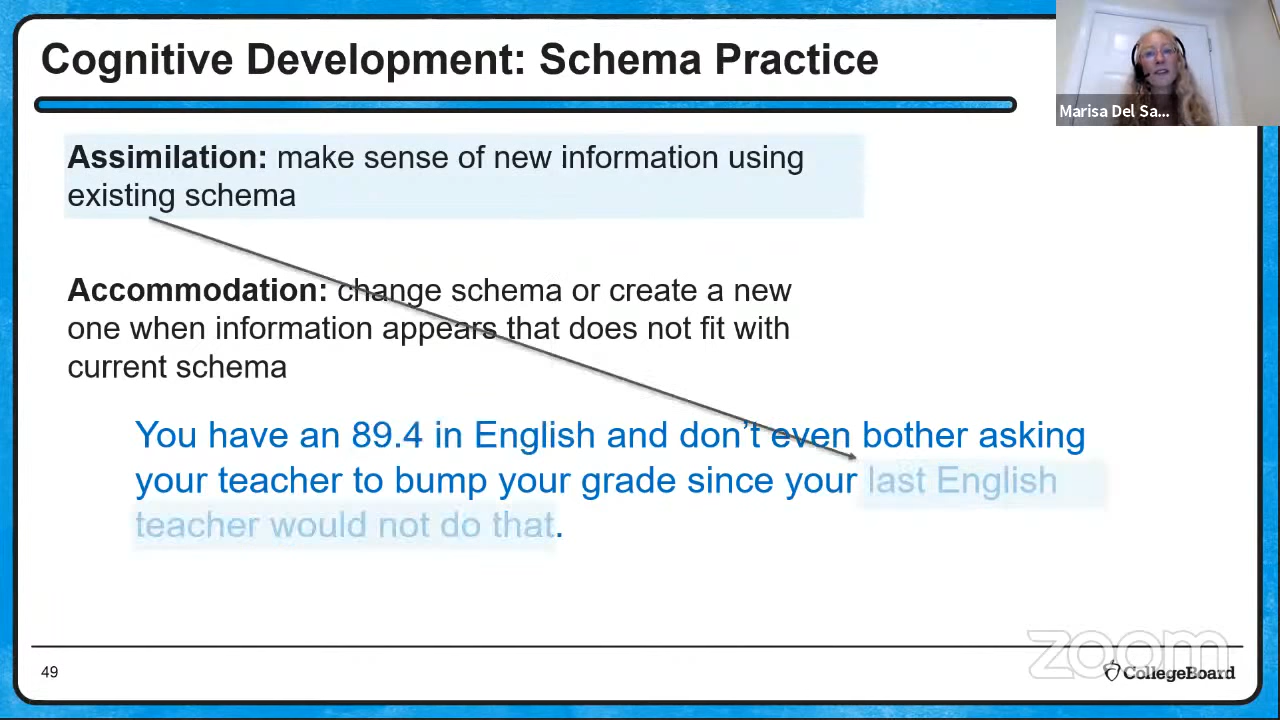 Cognitive Development: Schema Practice
Marisa Del Sa...
Assimilation: make sense of new information using
existing schema
Accommodation: change schema or create a new
one when information appears that does not fit with
current schema
You have an 89.4 in English and don’t even bother asking
your teacher to bump your grade since your last English
teacher would not do that.
zoom
49
CollegeBoard